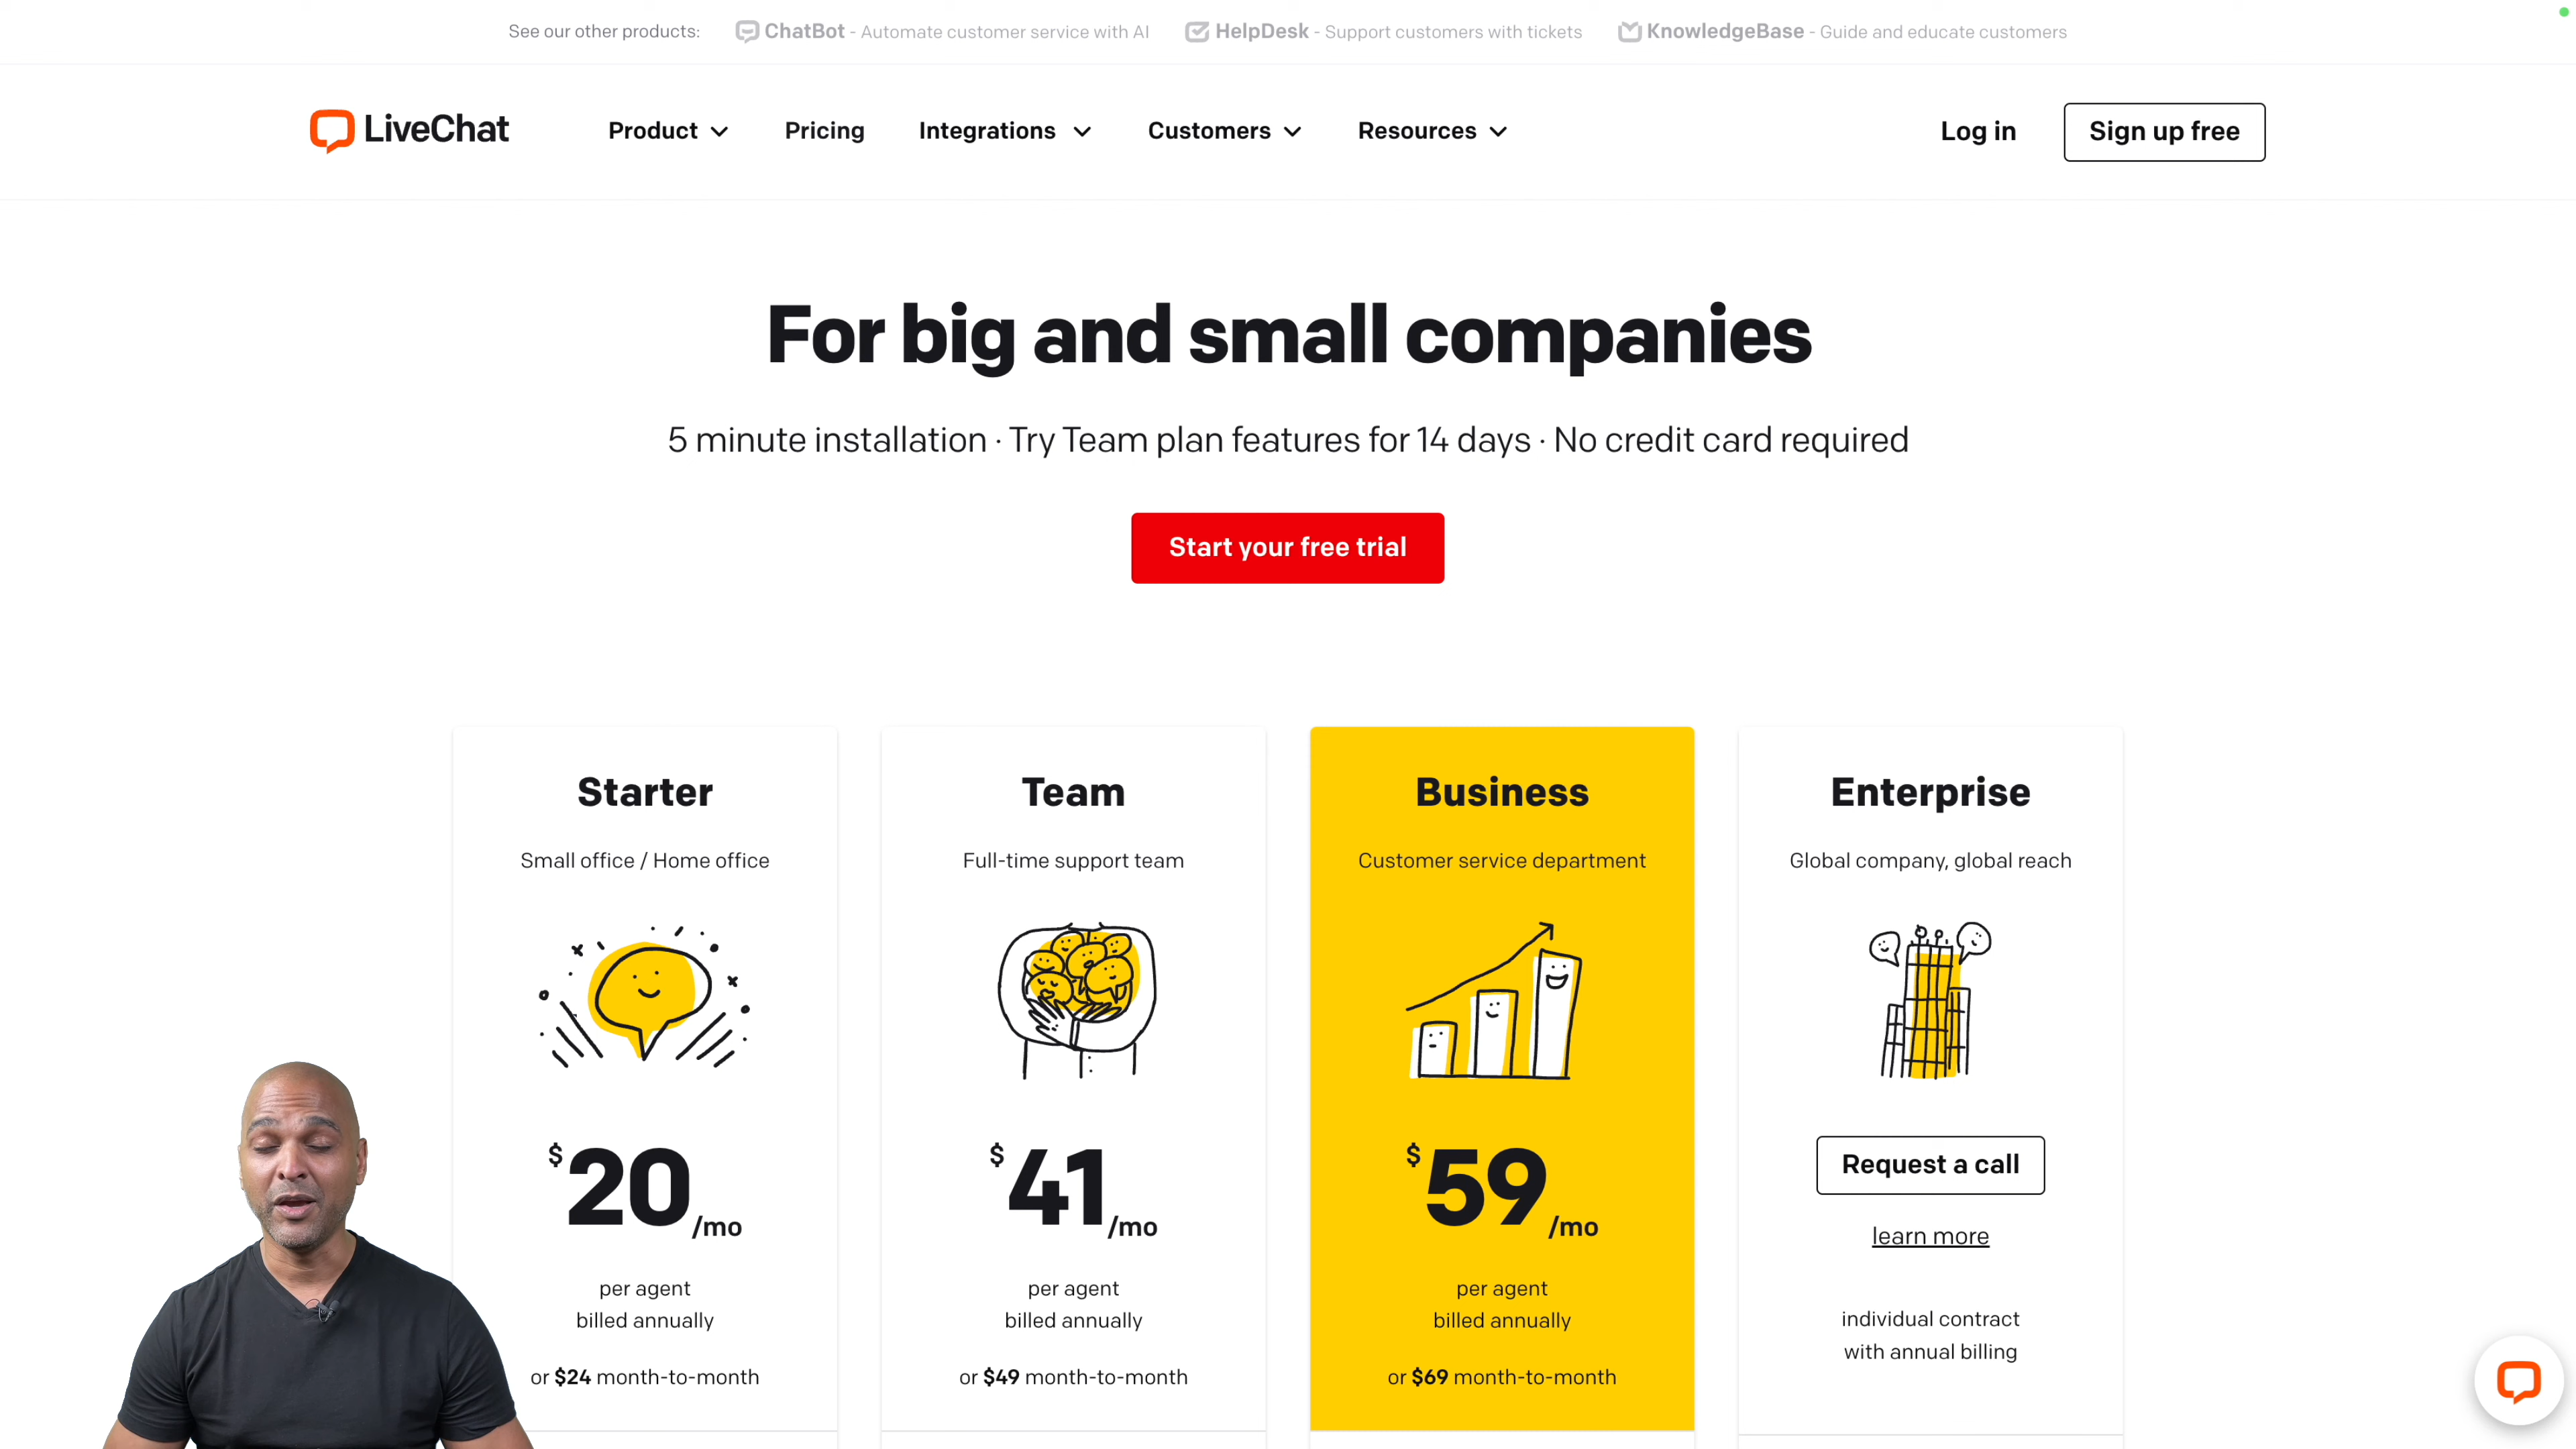 See our other products: ChatBot - Automate customer service with AI HelpDesk - Support customers with tickets KnowledgeBase - Guide and educate customers
LiveChat Product Pricing Integrations Customers Resources Log in Sign up free
For big and small companies
5 minute installation · Try Team plan features for 14 days · No credit card required
Start your free trial
Starter
Small office / Home office
$20/mo
per agent
billed annually
or $24 month-to-month
Team
Full-time support team
$41/mo
per agent
billed annually
or $49 month-to-month
Business
Customer service department
$59/mo
per agent
billed annually
or $69 month-to-month
Enterprise
Global company, global reach
Request a call
learn more
individual contract
with annual billing